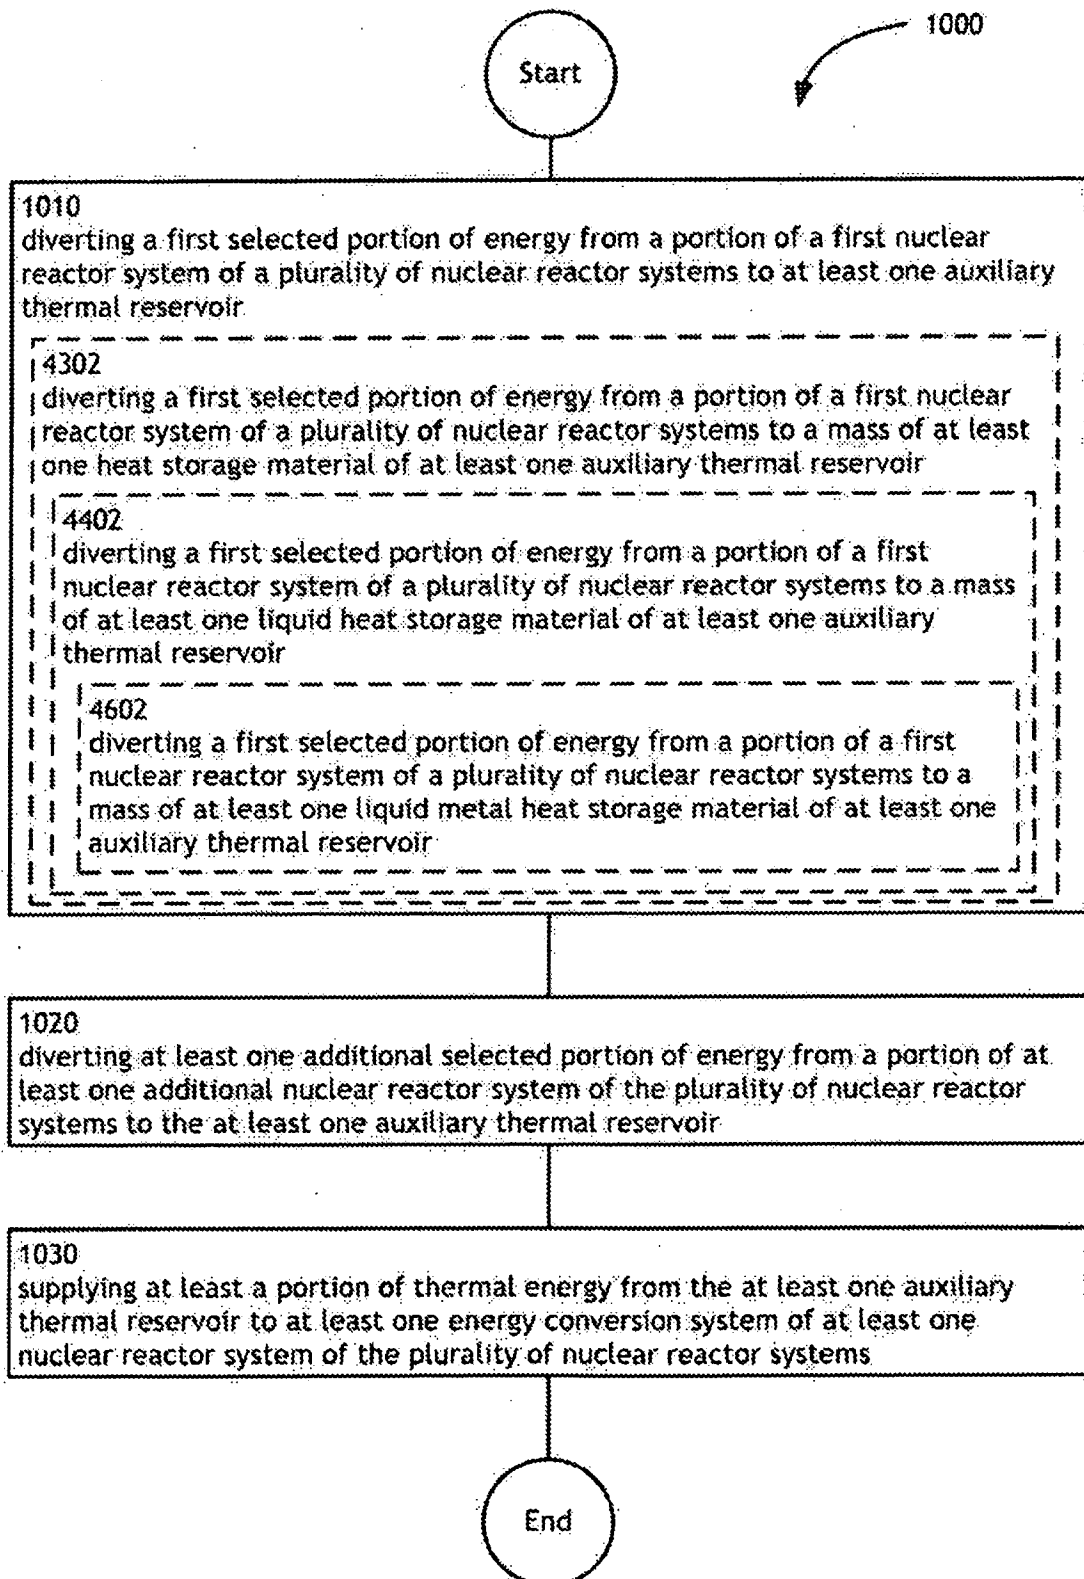 1000
Start
1010
diverting a first selected portion of energy from a portion of a first nuclear
reactor system of a plurality of nuclear reactor systems to at least one auxiliary
thermal reservoir
4302
diverting a first selected portion of energy from a portion of a first nuclear
reactor system of a plurality of nuclear reactor systems to a mass of at least
one heat storage material of at least one auxiliary thermal reservoir
4402
diverting a first selected portion of energy from a portion of a first
nuclear reactor system of a plurality of nuclear reactor systems to a mass
of at least one liquid heat storage material of at least one auxiliary
thermal reservoir
4602
diverting a first selected portion of energy from a portion of a first
nuclear reactor system of a plurality of nuclear reactor systems to a
mass of at least one liquid metal heat storage material of at least one
auxiliary thermal reservoir
1020
diverting at least one additional selected portion of energy from a portion of at
least one additional nuclear reactor system of the plurality of nuclear reactor
systems to the at least one auxiliary thermal reservoir
1030
supplying at least a portion of thermal energy from the at least one auxiliary
thermal reservoir to at least one energy conversion system of at least one
nuclear reactor system of the plurality of nuclear reactor systems
End